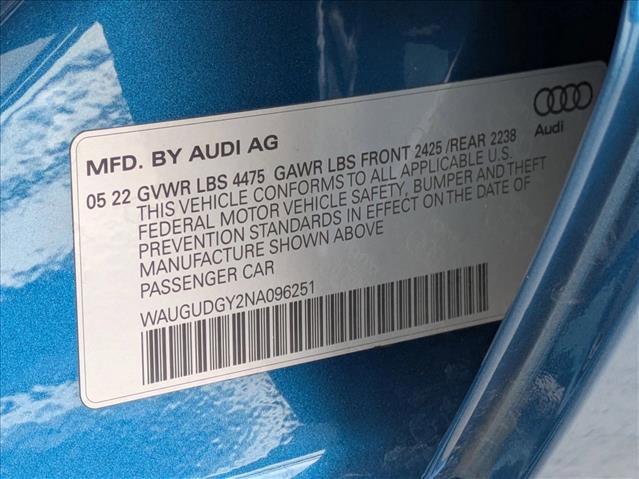 MFD. BY AUDI AG
05 22 GVWR LBS 4475 GAWR LBS FRONT 2425 /REAR 2238
THIS VEHICLE CONFORMS TO ALL APPLICABLE U.S.
FEDERAL MOTOR VEHICLE SAFETY, BUMPER AND THEFT
PREVENTION STANDARDS IN EFFECT ON THE DATE OF
MANUFACTURE SHOWN ABOVE
PASSENGER CAR
WAUGUDGY2NA096251
Audi